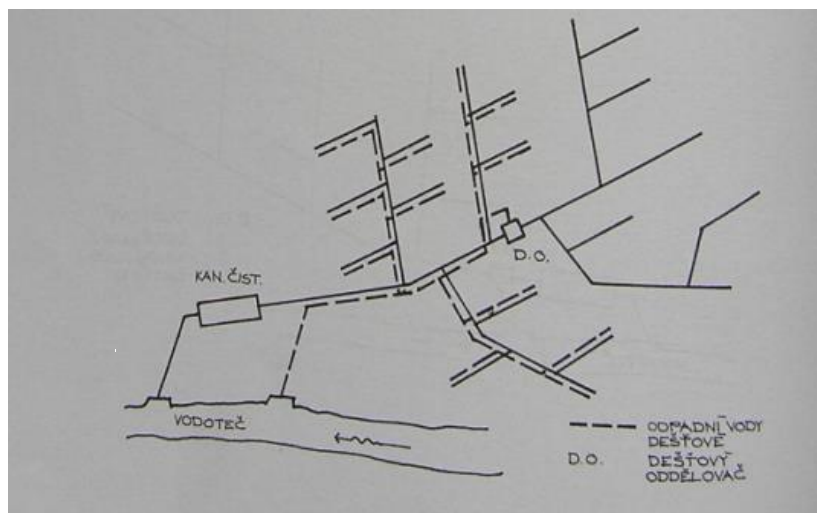 D.O.
KAN. ČIST.
VODOTEČ
ODPADNÍ VODY
DEŠŤOVÉ
D.O. DEŠŤOVÝ
ODDĚLOVAČ